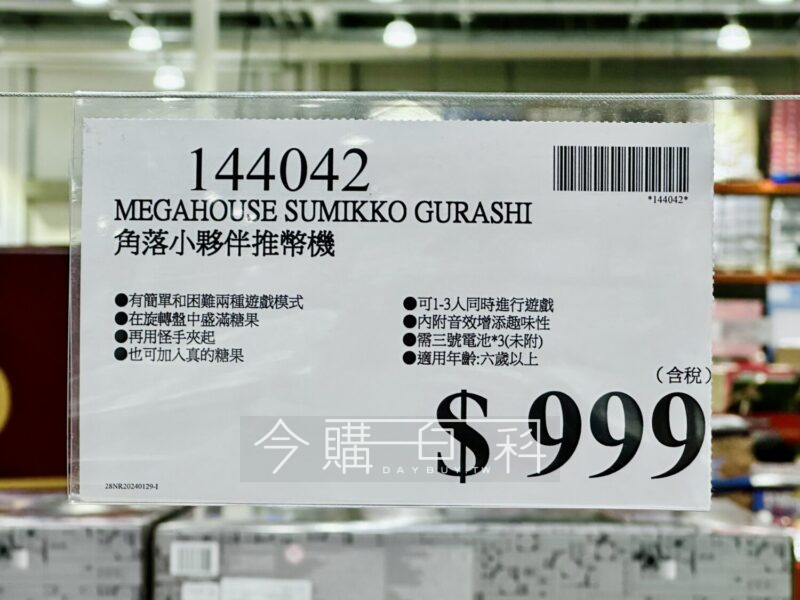 144042
*144042*
MEGAHOUSE SUMIKKO GURASHI
角落小夥伴推幣機
●有簡單和困難兩種遊戲模式
●在旋轉盤中盛滿糖果
●再用怪手夾起
●也可加入真的糖果
●可1-3人同時進行遊戲
●內附音效增添趣味性
●需三號電池*3(未附)
●適用年齡:六歲以上
(含稅)
$ 999
今購百科
DAYBUY.TW
28NR20240129-I